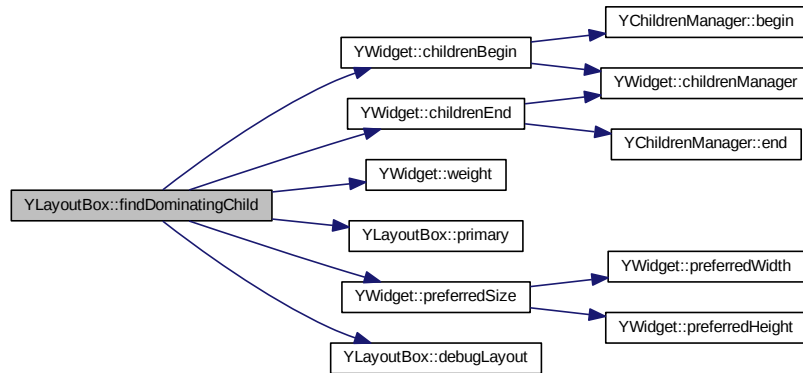 YChildrenManager::begin
YWidget::childrenBegin
YWidget::childrenManager
YWidget::childrenEnd
YChildrenManager::end
YWidget::weight
YLayoutBox::findDominatingChild
YLayoutBox::primary
YWidget::preferredWidth
YWidget::preferredSize
YWidget::preferredHeight
YLayoutBox::debugLayout